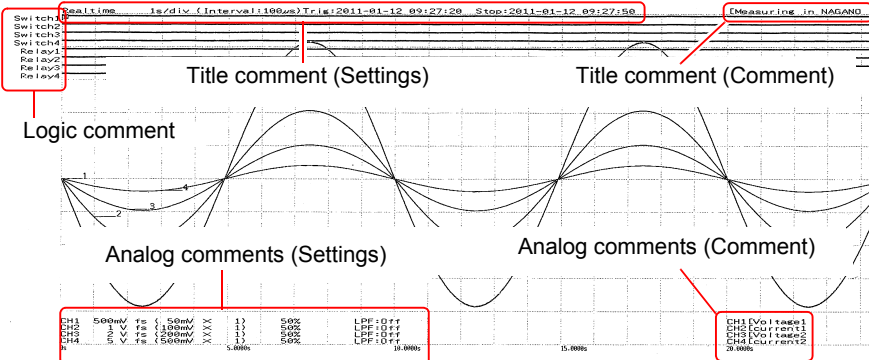 Realtime 1s/div (Interval:100µs)Trig:2011-01-12 09:27:20 Stop:2011-01-12 09:27:50 [Measuring in NAGANO
Switch1
Switch2
Switch3
Switch4
Relay1
Relay2
Relay3
Relay4
Title comment (Settings) Title comment (Comment)
Logic comment
1
4
3
2
Analog comments (Settings) Analog comments (Comment)
CH1 500mV fs ( 50mV × 1) 50% LPF:Off CH1[Voltage1
CH2 1 V fs (100mV × 1) 50% LPF:Off CH2[current1
CH3 2 V fs (200mV × 1) 50% LPF:Off CH3[Voltage2
CH4 5 V fs (500mV × 1) 50% LPF:Off CH4[current2
0s 5.0000s 10.0000s 15.0000s 20.0000s